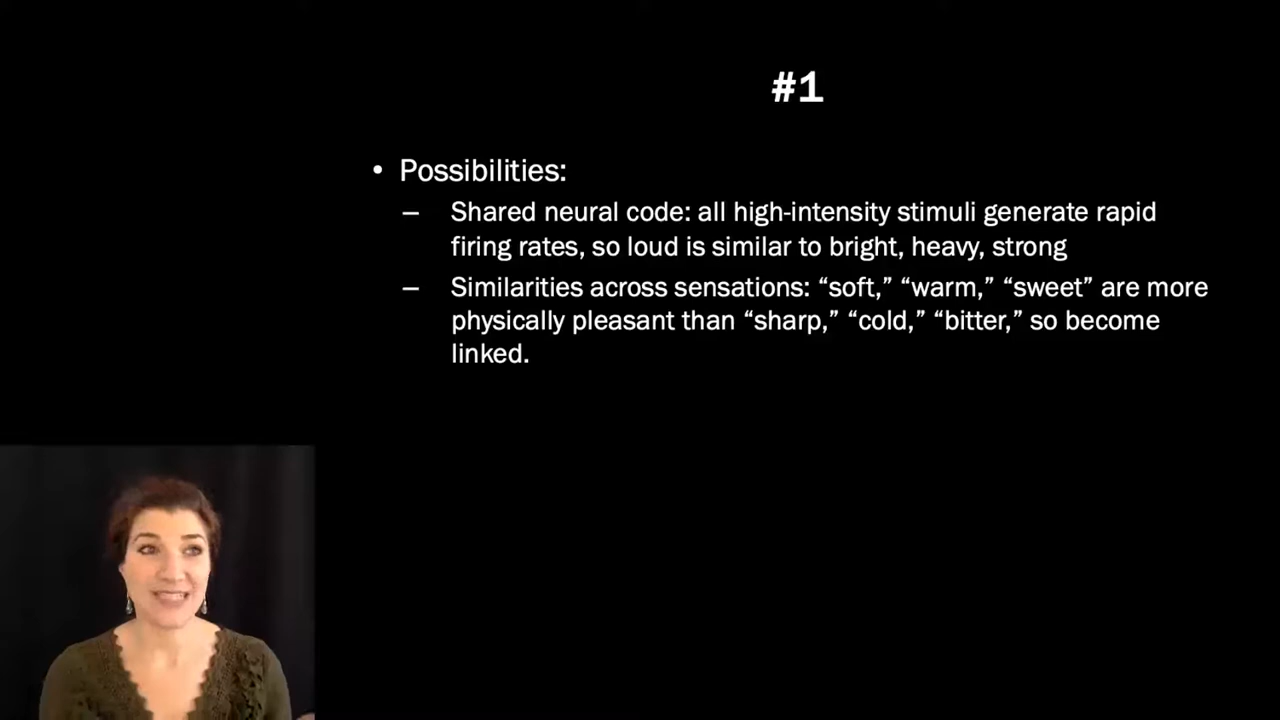 #1
• Possibilities:
– Shared neural code: all high-intensity stimuli generate rapid
firing rates, so loud is similar to bright, heavy, strong
– Similarities across sensations: “soft,” “warm,” “sweet” are more
physically pleasant than “sharp,” “cold,” “bitter,” so become
linked.